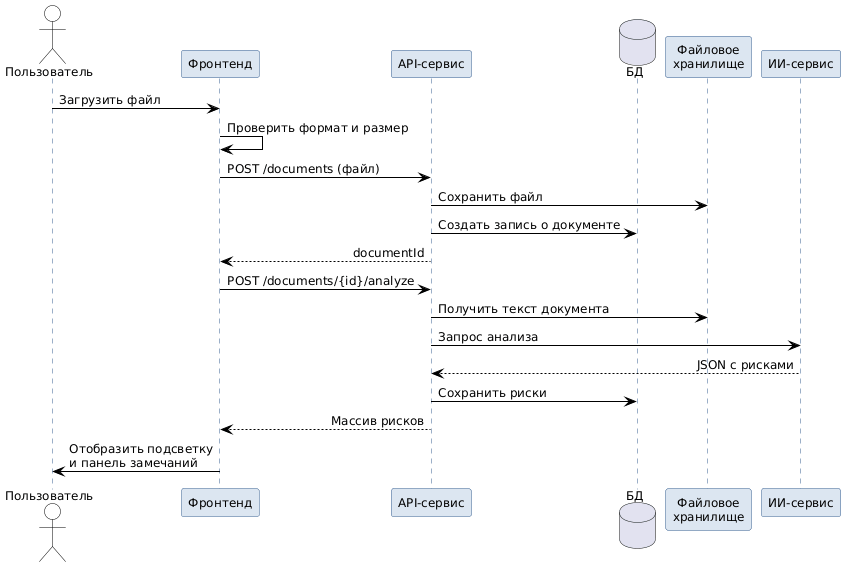 Пользователь
Фронтенд
API-сервис
БД
Файловое
хранилище
ИИ-сервис
Загрузить файл
Проверить формат и размер
POST /documents (файл)
Сохранить файл
Создать запись о документе
documentId
POST /documents/{id}/analyze
Получить текст документа
Запрос анализа
JSON с рисками
Сохранить риски
Массив рисков
Отобразить подсветку
и панель замечаний
Пользователь
Фронтенд
API-сервис
БД
Файловое
хранилище
ИИ-сервис